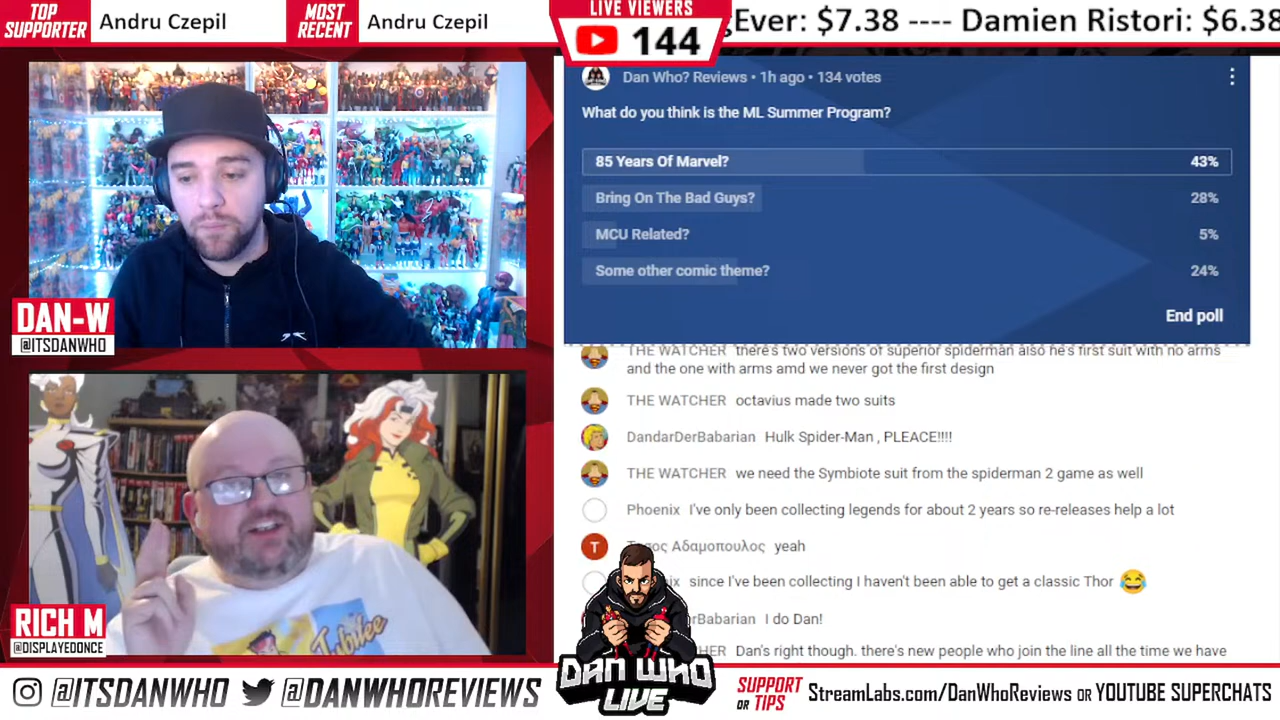 TOP
SUPPORTER
Andru Czepil
MOST
RECENT
Andru Czepil
LIVE VIEWERS
144
Ever: $7.38 ---- Damien Ristori: $6.38
Dan Who? Reviews • 1h ago • 134 votes
What do you think is the ML Summer Program?
85 Years Of Marvel? 43%
Bring On The Bad Guys? 28%
MCU Related? 5%
Some other comic theme? 24%
End poll
THE WATCHER there's two versions of superior spiderman also he's first suit with no arms
and the one with arms amd we never got the first design
THE WATCHER octavius made two suits
DandarDerBabarian Hulk Spider-Man , PLEACE!!!!
THE WATCHER we need the Symbiote suit from the spiderman 2 game as well
Phoenix I've only been collecting legends for about 2 years so re-releases help a lot
T Αδαμοπουλος yeah
since I've been collecting I haven't been able to get a classic Thor 😂
rBabarian I do Dan!
HER Dan's right though. there's new people who join the line all the time we have
DAN-W
@ITSDANWHO
Jubilee
RICH M
@DISPLAYEDONCE
DAN WHO
LIVE
@ITSDANWHO
@DANWHOREVIEWS
SUPPORT
OR TIPS
StreamLabs.com/DanWhoReviews OR YOUTUBE SUPERCHATS